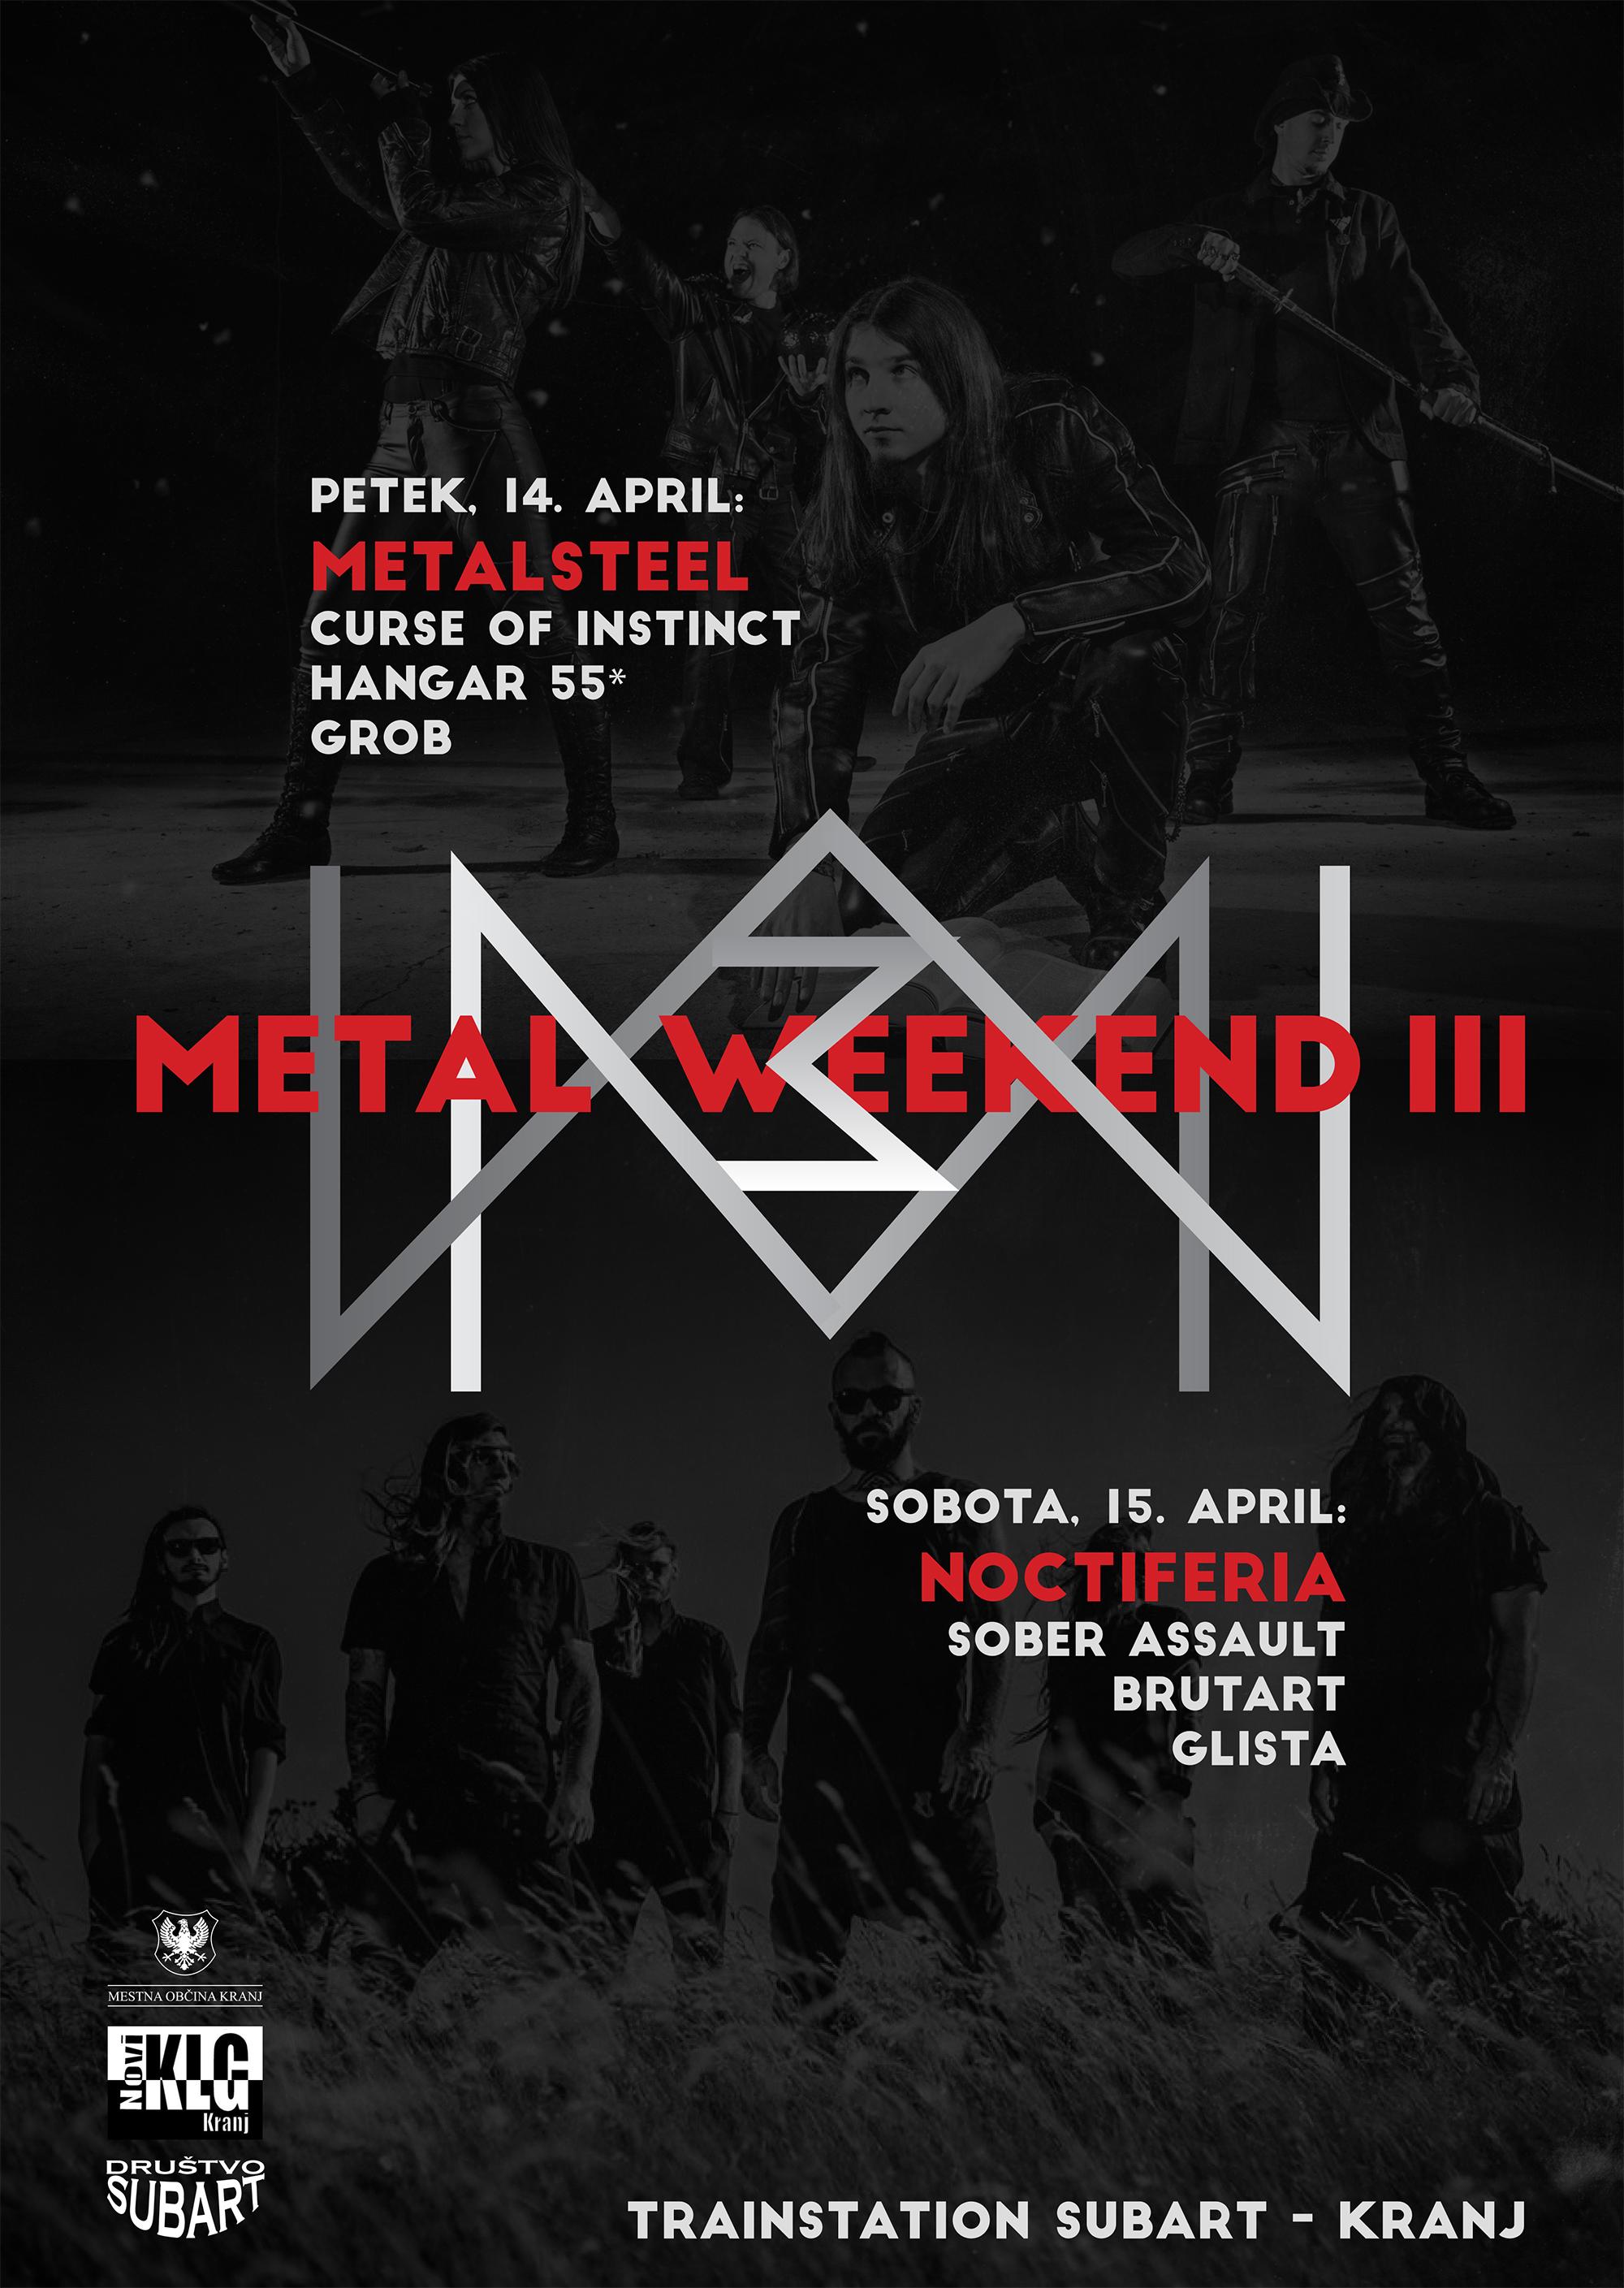 PETEK, 14. APRIL:
METALSTEEL
CURSE OF INSTINCT
HANGAR 55*
GROB
3
METAL WEEKEND III
SOBOTA, 15. APRIL:
NOCTIFERIA
SOBER ASSAULT
BRUTART
GLISTA
MESTNA OBČINA KRANJ
NOVi KLG
Kranj
DRUŠTVO
SUBART
TRAINSTATION SUBART - KRANJ